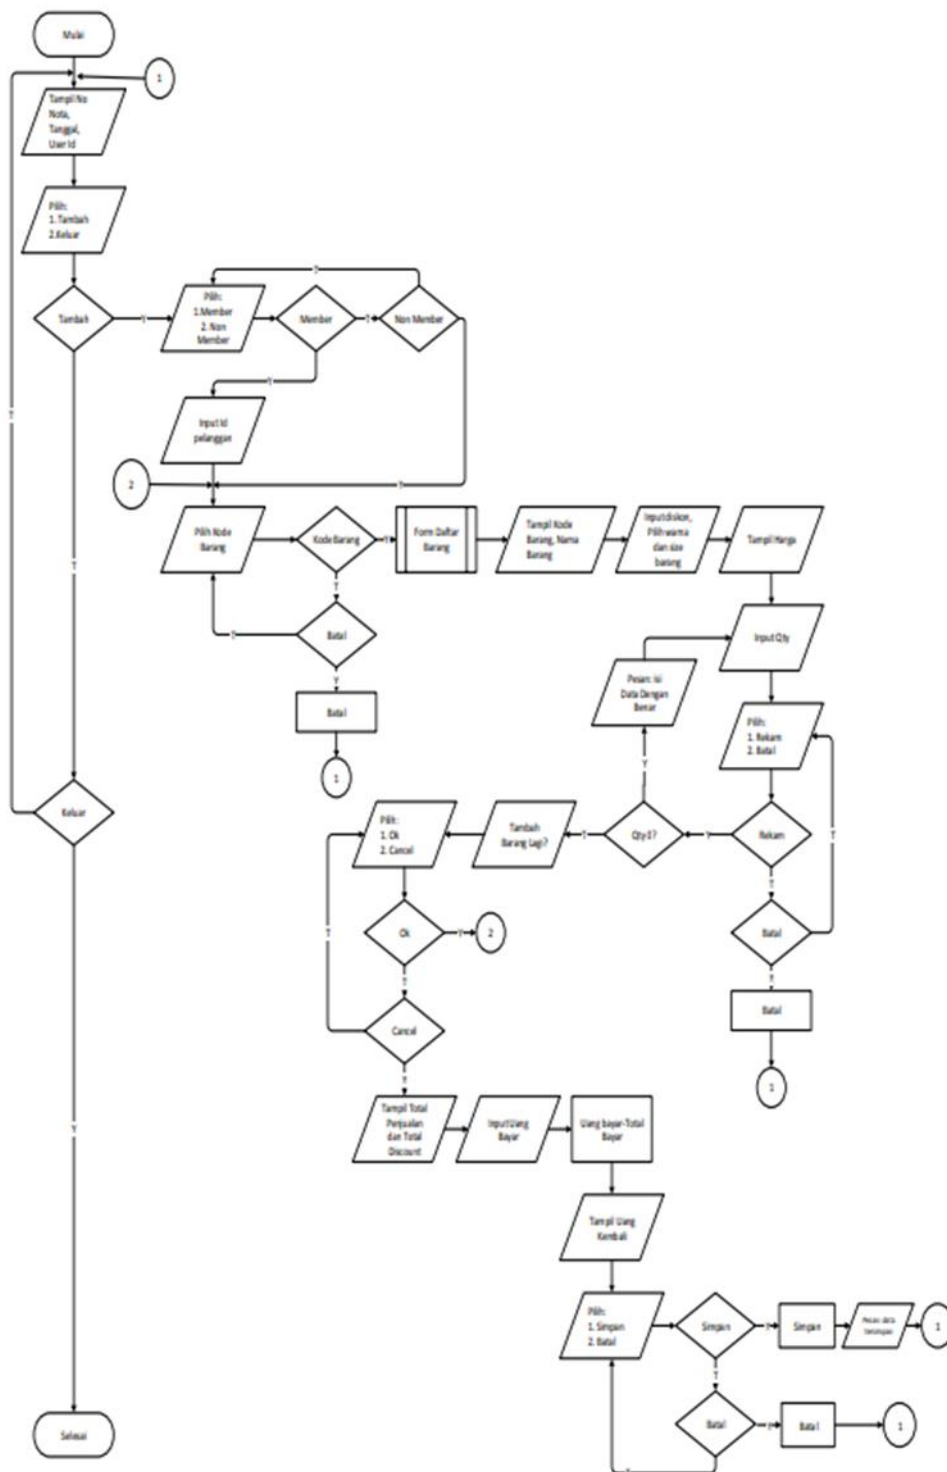 Mulai
1
Tampil No
Nota,
Tanggal,
User Id
Pilih:
1. Tambah
2.Keluar
Tambah
Y
Pilih:
1.Member
2. Non
Member
Member
T
Non Member
Y
Input Id
pelanggan
2
T
T
Pilih Kode
Barang
Kode Barang
Y
Form Daftar
Barang
Tampil Kode
Barang, Nama
Barang
Input diskon,
Pilih warna
dan size
barang
Tampil Harga
T
T
Batal
T
Y
Batal
1
Input Qty
Pesan: Isi
Data Dengan
Benar
Pilih:
1. Rekam
2. Batal
Y
Keluar
Pilih :
1. Ok
2. Cancel
Tambah
Barang Lagi?
T
Y
Rekam
T
T
Ok
Y
2
Batal
T
T
Cancel
Batal
Y
1
Tampil Total
Penjualan
dan Total
Discount
Input Uang
Bayar
Uang bayar-Total
Bayar
Y
Tampil Uang
Kembali
Pilih:
1. Simpan
2. Batal
Simpan
Simpan
1
T
Batal
Batal
1
Selesai